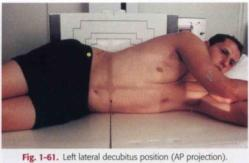 Fig. 1-61. Left lateral decubitus position (AP projection).